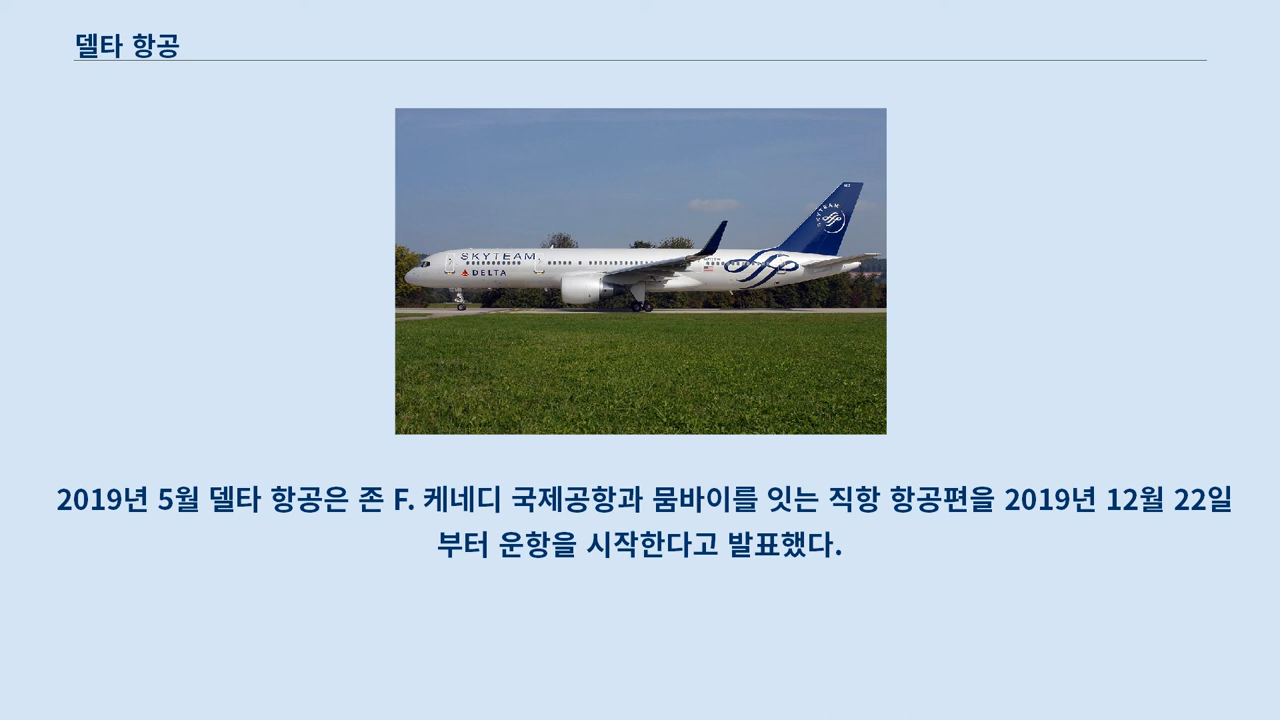 델타 항공
SKYTEAM
SKYTEAM
DELTA
2019년 5월 델타 항공은 존 F. 케네디 국제공항과 뭄바이를 잇는 직항 항공편을 2019년 12월 22일
부터 운항을 시작한다고 발표했다.